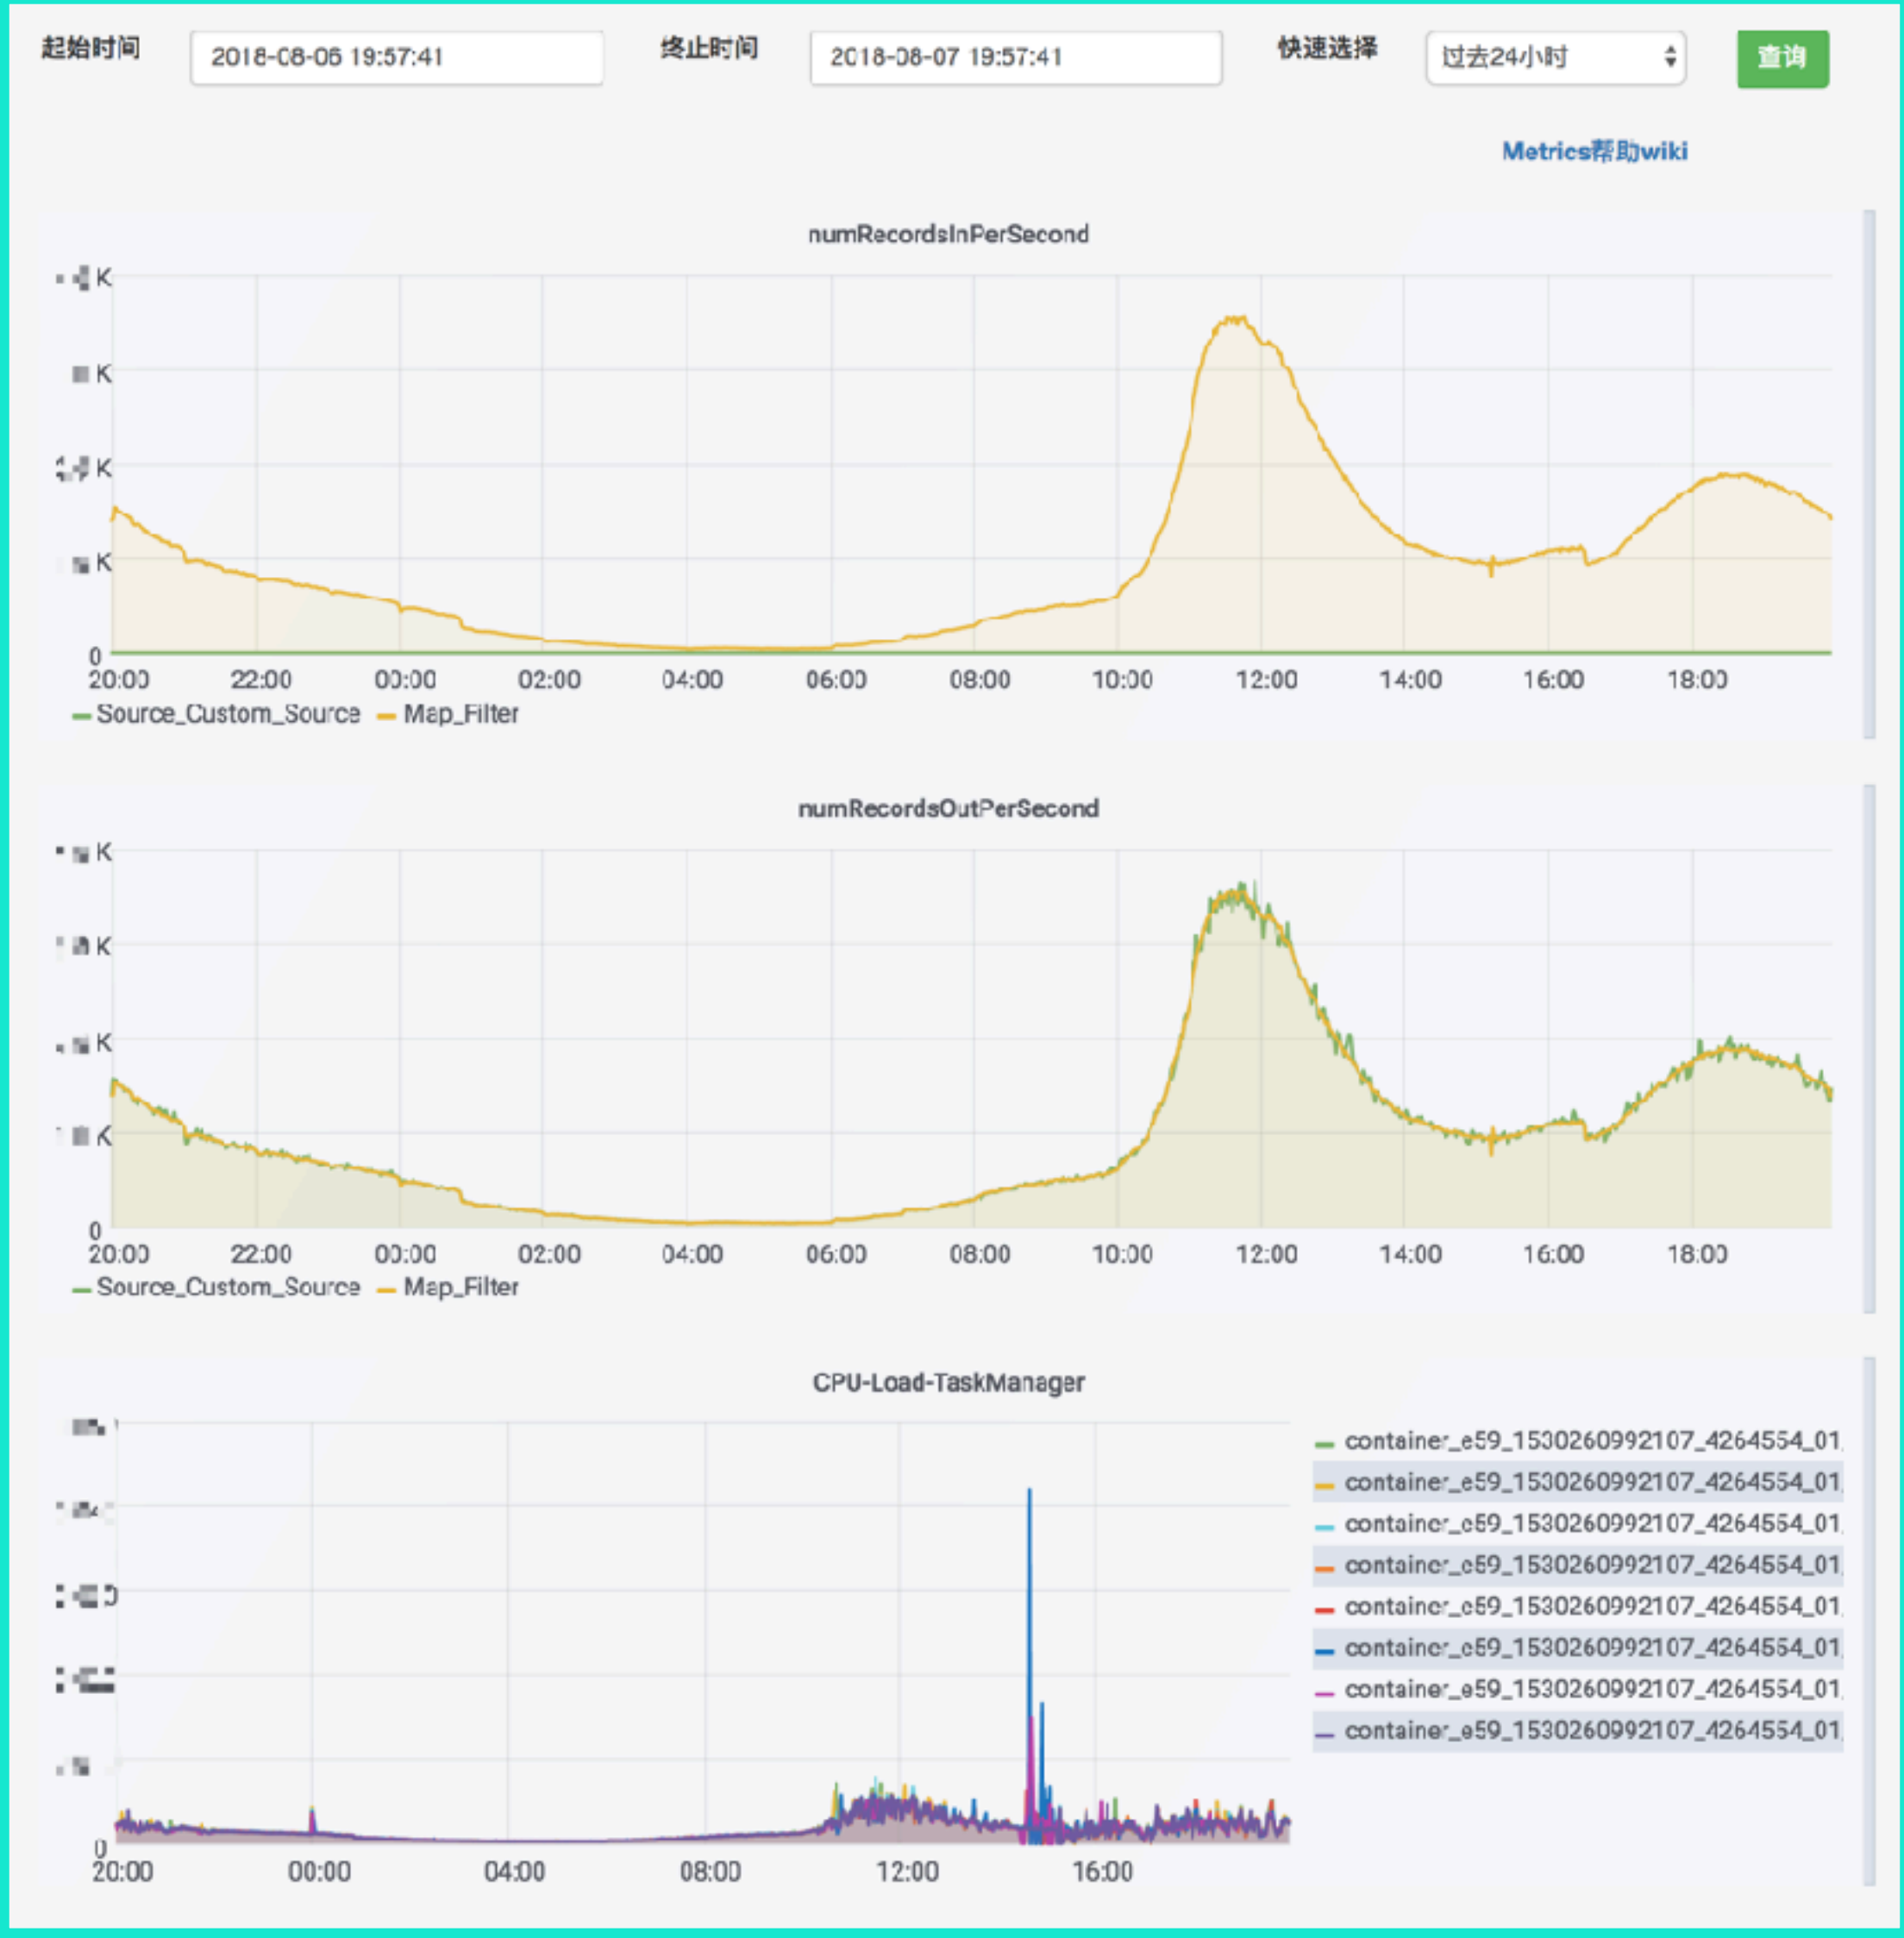 起始时间 2018-08-06 19:57:41 终止时间 2018-08-07 19:57:41 快速选择 过去24小时 查询
Metrics帮助wiki
numRecordsInPerSecond
K
K
K
K
0
20:00 22:00 00:00 02:00 04:00 06:00 08:00 10:00 12:00 14:00 16:00 18:00
Source_Custom_Source Map_Filter
numRecordsOutPerSecond
K
K
K
K
0
20:00 22:00 00:00 02:00 04:00 06:00 08:00 10:00 12:00 14:00 16:00 18:00
Source_Custom_Source Map_Filter
CPU-Load-TaskManager
container_e59_1530260992107_4264554_01
container_e59_1530260992107_4264554_01
container_e59_1530260992107_4264554_01
container_e59_1530260992107_4264554_01
container_e59_1530260992107_4264554_01
container_e59_1530260992107_4264554_01
container_e59_1530260992107_4264554_01
container_e59_1530260992107_4264554_01
0
20:00 00:00 04:00 08:00 12:00 16:00